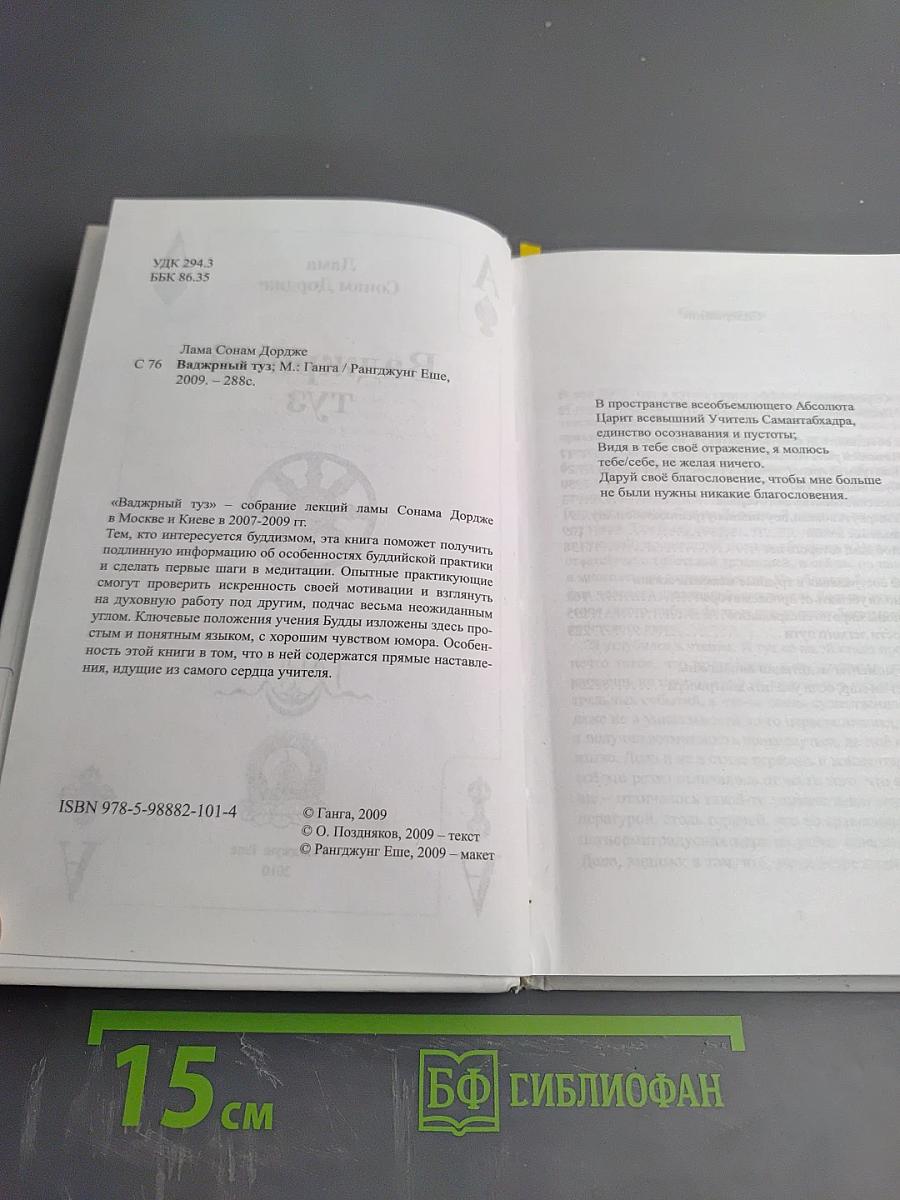 УДК 294.3
ББК 86.35
Лама Сонам Дордже
С 76 Ваджрный туз; М.: Ганга / Рангджунг Еше,
2009. – 288с.
«Ваджрный туз» – собрание лекций ламы Сонама Дордже
в Москве и Киеве в 2007-2009 гг.
Тем, кто интересуется буддизмом, эта книга поможет получить
подлинную информацию об особенностях буддийской практики
и сделать первые шаги в медитации. Опытные практикующие
смогут проверить искренность своей мотивации и взглянуть
на духовную работу под другим, подчас весьма неожиданным
углом. Ключевые положения учения Будды изложены здесь про-
стым и понятным языком, с хорошим чувством юмора. Особен-
ность этой книги в том, что в ней содержатся прямые наставле-
ния, идущие из самого сердца учителя.
ISBN 978-5-98882-101-4
© Ганга, 2009
© О. Поздняков, 2009 – текст
© Рангджунг Еше, 2009 – макет
В пространстве всеобъемлющего Абсолюта
Царит всевышний Учитель Самантабхадра,
единство осознавания и пустоты;
Видя в тебе своё отражение, я молюсь
тебе/себе, не желая ничего.
Даруй своё благословение, чтобы мне больше
не были нужны никакие благословения.
15 см
БФ СИБЛИОФАН